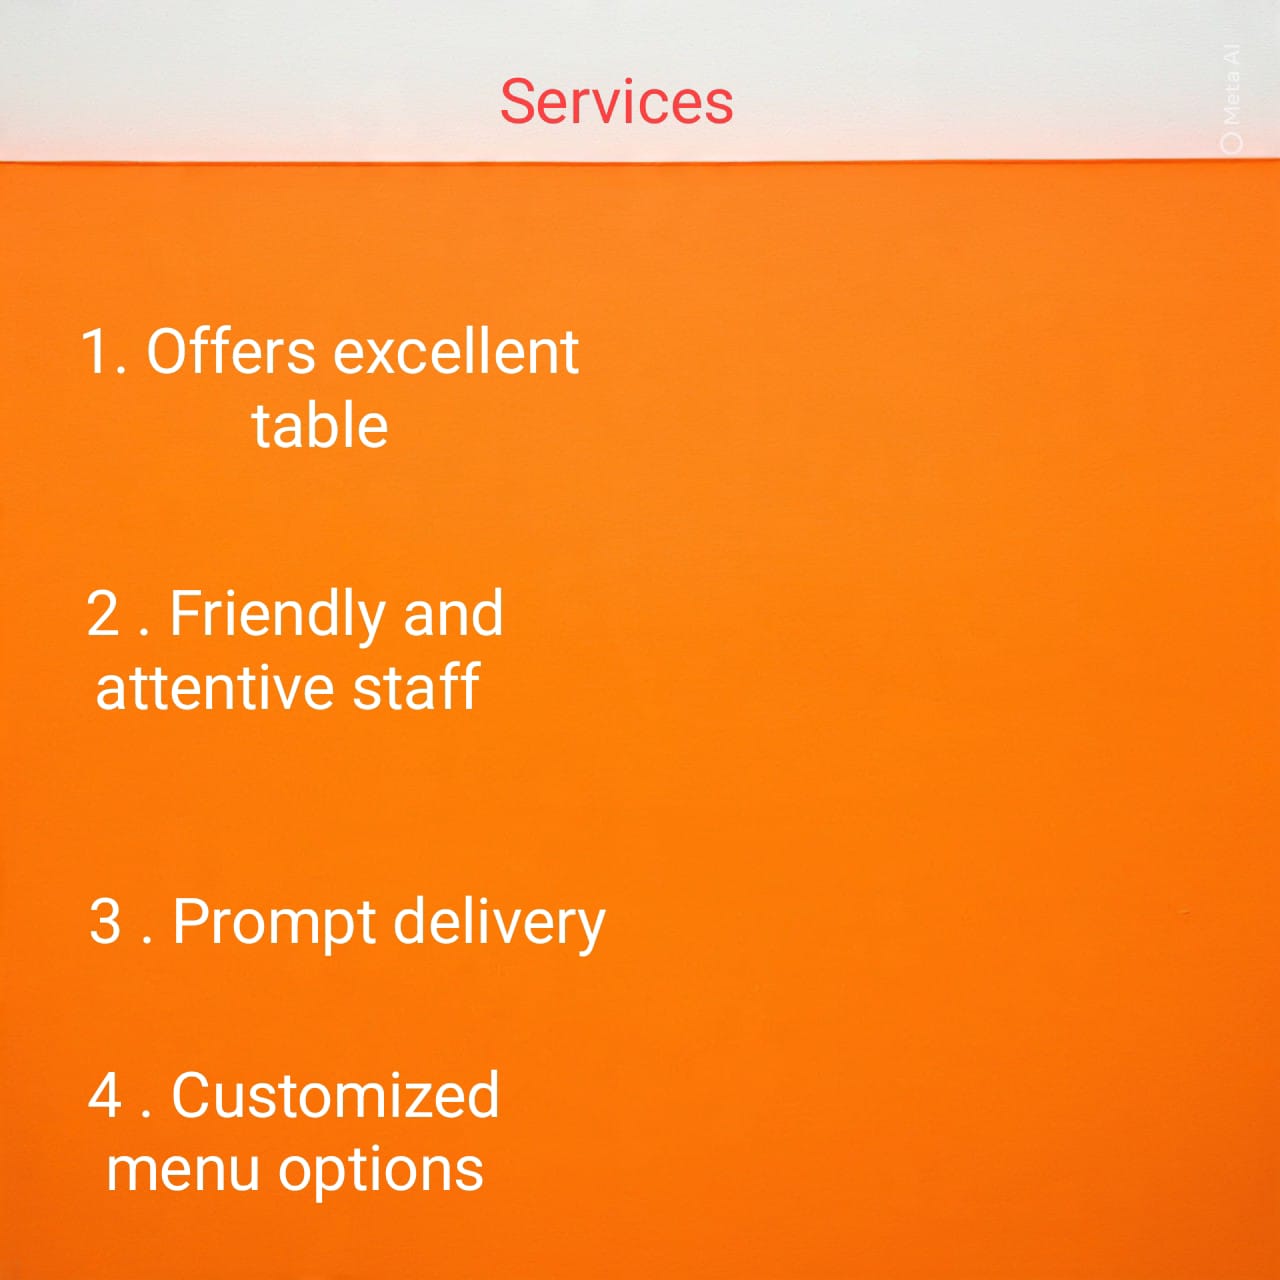 Services
Meta AI
1. Offers excellent
table
2 . Friendly and
attentive staff
3 . Prompt delivery
4 . Customized
menu options